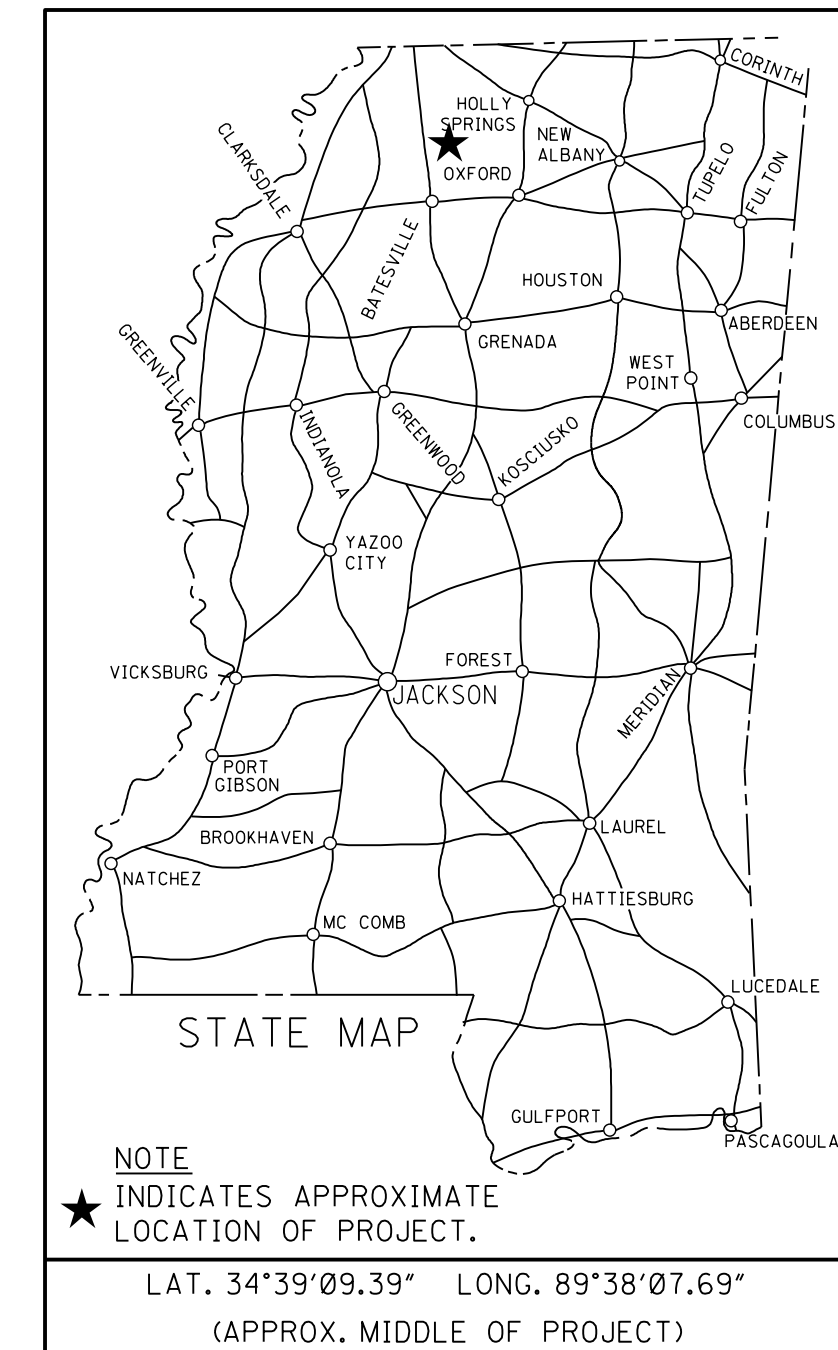 CORINTH
HOLLY
SPRINGS
NEW
ALBANY
CLARKSDALE
OXFORD
TUPELO
FULTON
BATESVILLE
HOUSTON
ABERDEEN
GREENVILLE
GRENADA
WEST
POINT
COLUMBUS
INDIANOLA
GREENWOOD
KOSCIUSKO
YAZOO
CITY
VICKSBURG
FOREST
JACKSON
MERIDIAN
PORT
GIBSON
BROOKHAVEN
LAUREL
NATCHEZ
HATTIESBURG
MC COMB
LUCEDALE
STATE MAP
GULFPORT
PASCAGOULA
NOTE
INDICATES APPROXIMATE
LOCATION OF PROJECT.
LAT. 34°39'09.39" LONG. 89°38'07.69"
(APPROX. MIDDLE OF PROJECT)